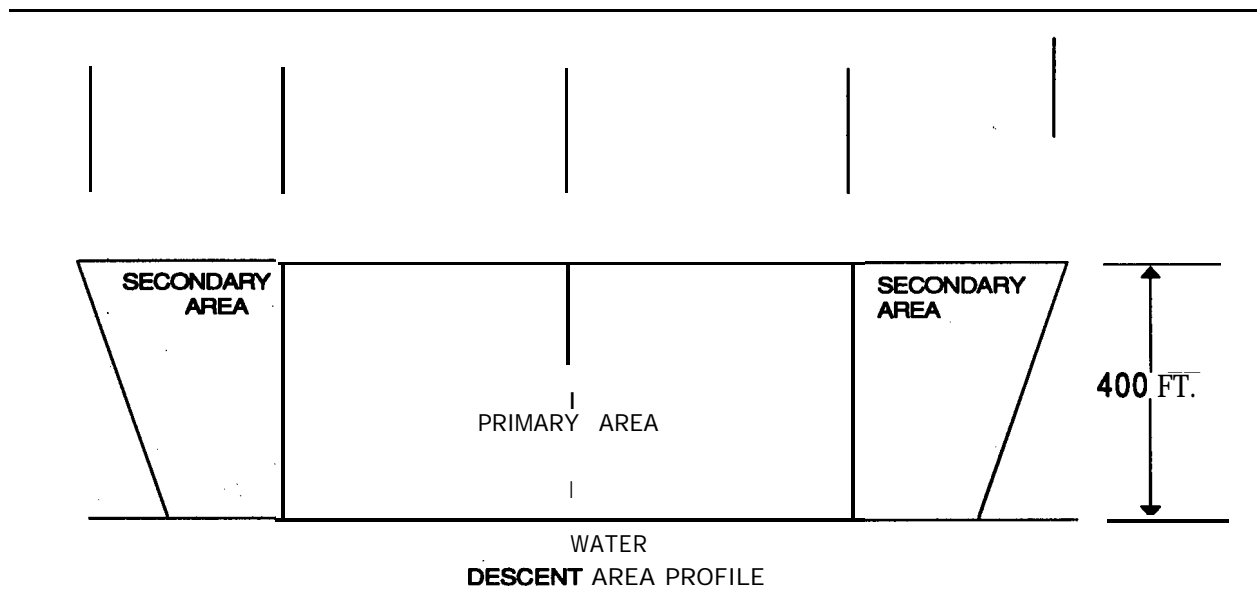 SECONDARY
AREA
SECONDARY
AREA
400 FT.
PRIMARY AREA
WATER
DESCENT AREA PROFILE